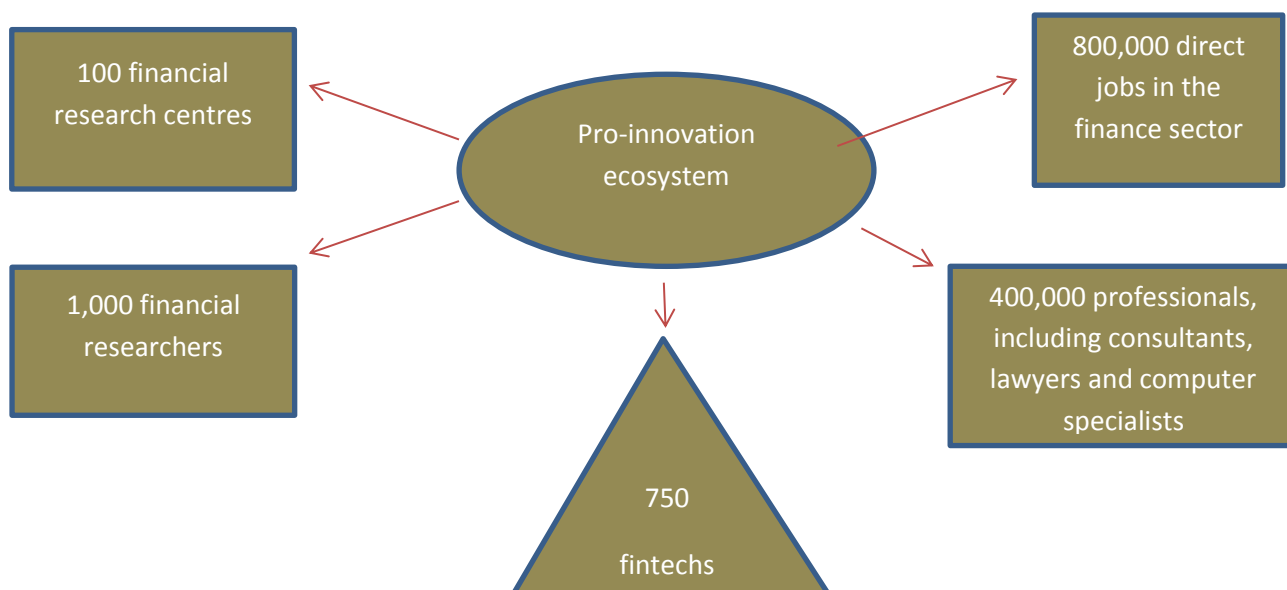 100 financial
research centres
Pro-innovation
ecosystem
800,000 direct
jobs in the
finance sector
1,000 financial
researchers
400,000 professionals,
including consultants,
lawyers and computer
specialists
750
fintechs